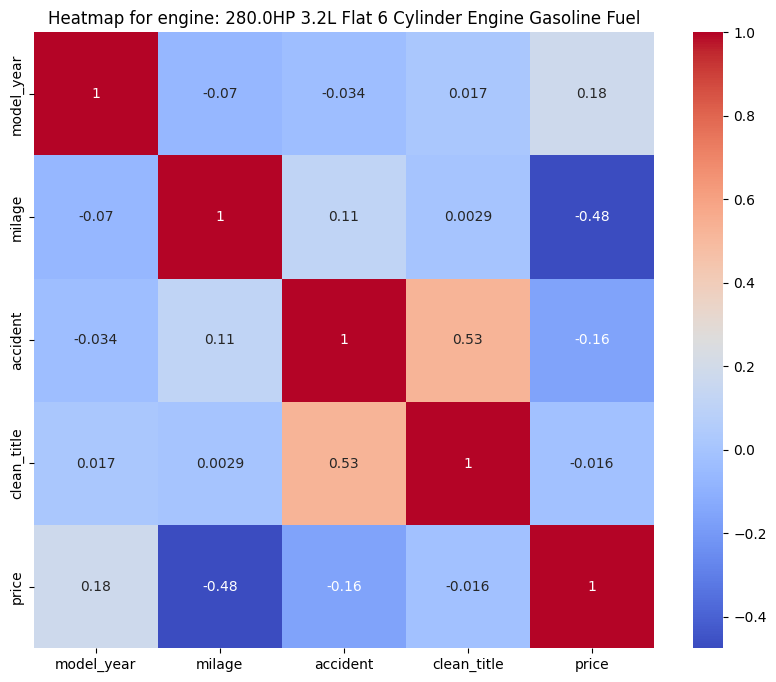 Heatmap for engine: 280.0HP 3.2L Flat 6 Cylinder Engine Gasoline Fuel
model_year 1 -0.07 -0.034 0.017 0.18
milage -0.07 1 0.11 0.0029 -0.48
accident -0.034 0.11 1 0.53 -0.16
clean_title 0.017 0.0029 0.53 1 -0.016
price 0.18 -0.48 -0.16 -0.016 1
model_year milage accident clean_title price
1.0
0.8
0.6
0.4
0.2
0.0
−0.2
−0.4